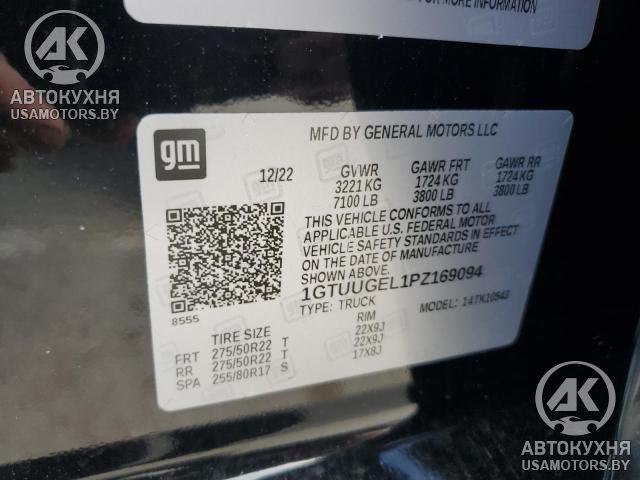 FOR MORE INFORMATION
AK
АВТОКУХНЯ
USAMOTORS.BY
gm
MFD BY GENERAL MOTORS LLC
12/22 GVWR GAWR FRT GAWR RR
3221 KG 1724 KG 1724 KG
7100 LB 3800 LB 3800 LB
THIS VEHICLE CONFORMS TO ALL
APPLICABLE U.S. FEDERAL MOTOR
VEHICLE SAFETY STANDARDS IN EFFECT
ON THE DATE OF MANUFACTURE
SHOWN ABOVE.
1GTUUGEL1PZ169094
TYPE: TRUCK MODEL: 14TK10543
8555
TIRE SIZE RIM
FRT 275/50R22 T 22X9J
RR 275/50R22 T 22X9J
SPA 255/80R17 S 17X8J
AK
АВТОКУХНЯ
USAMOTORS.BY